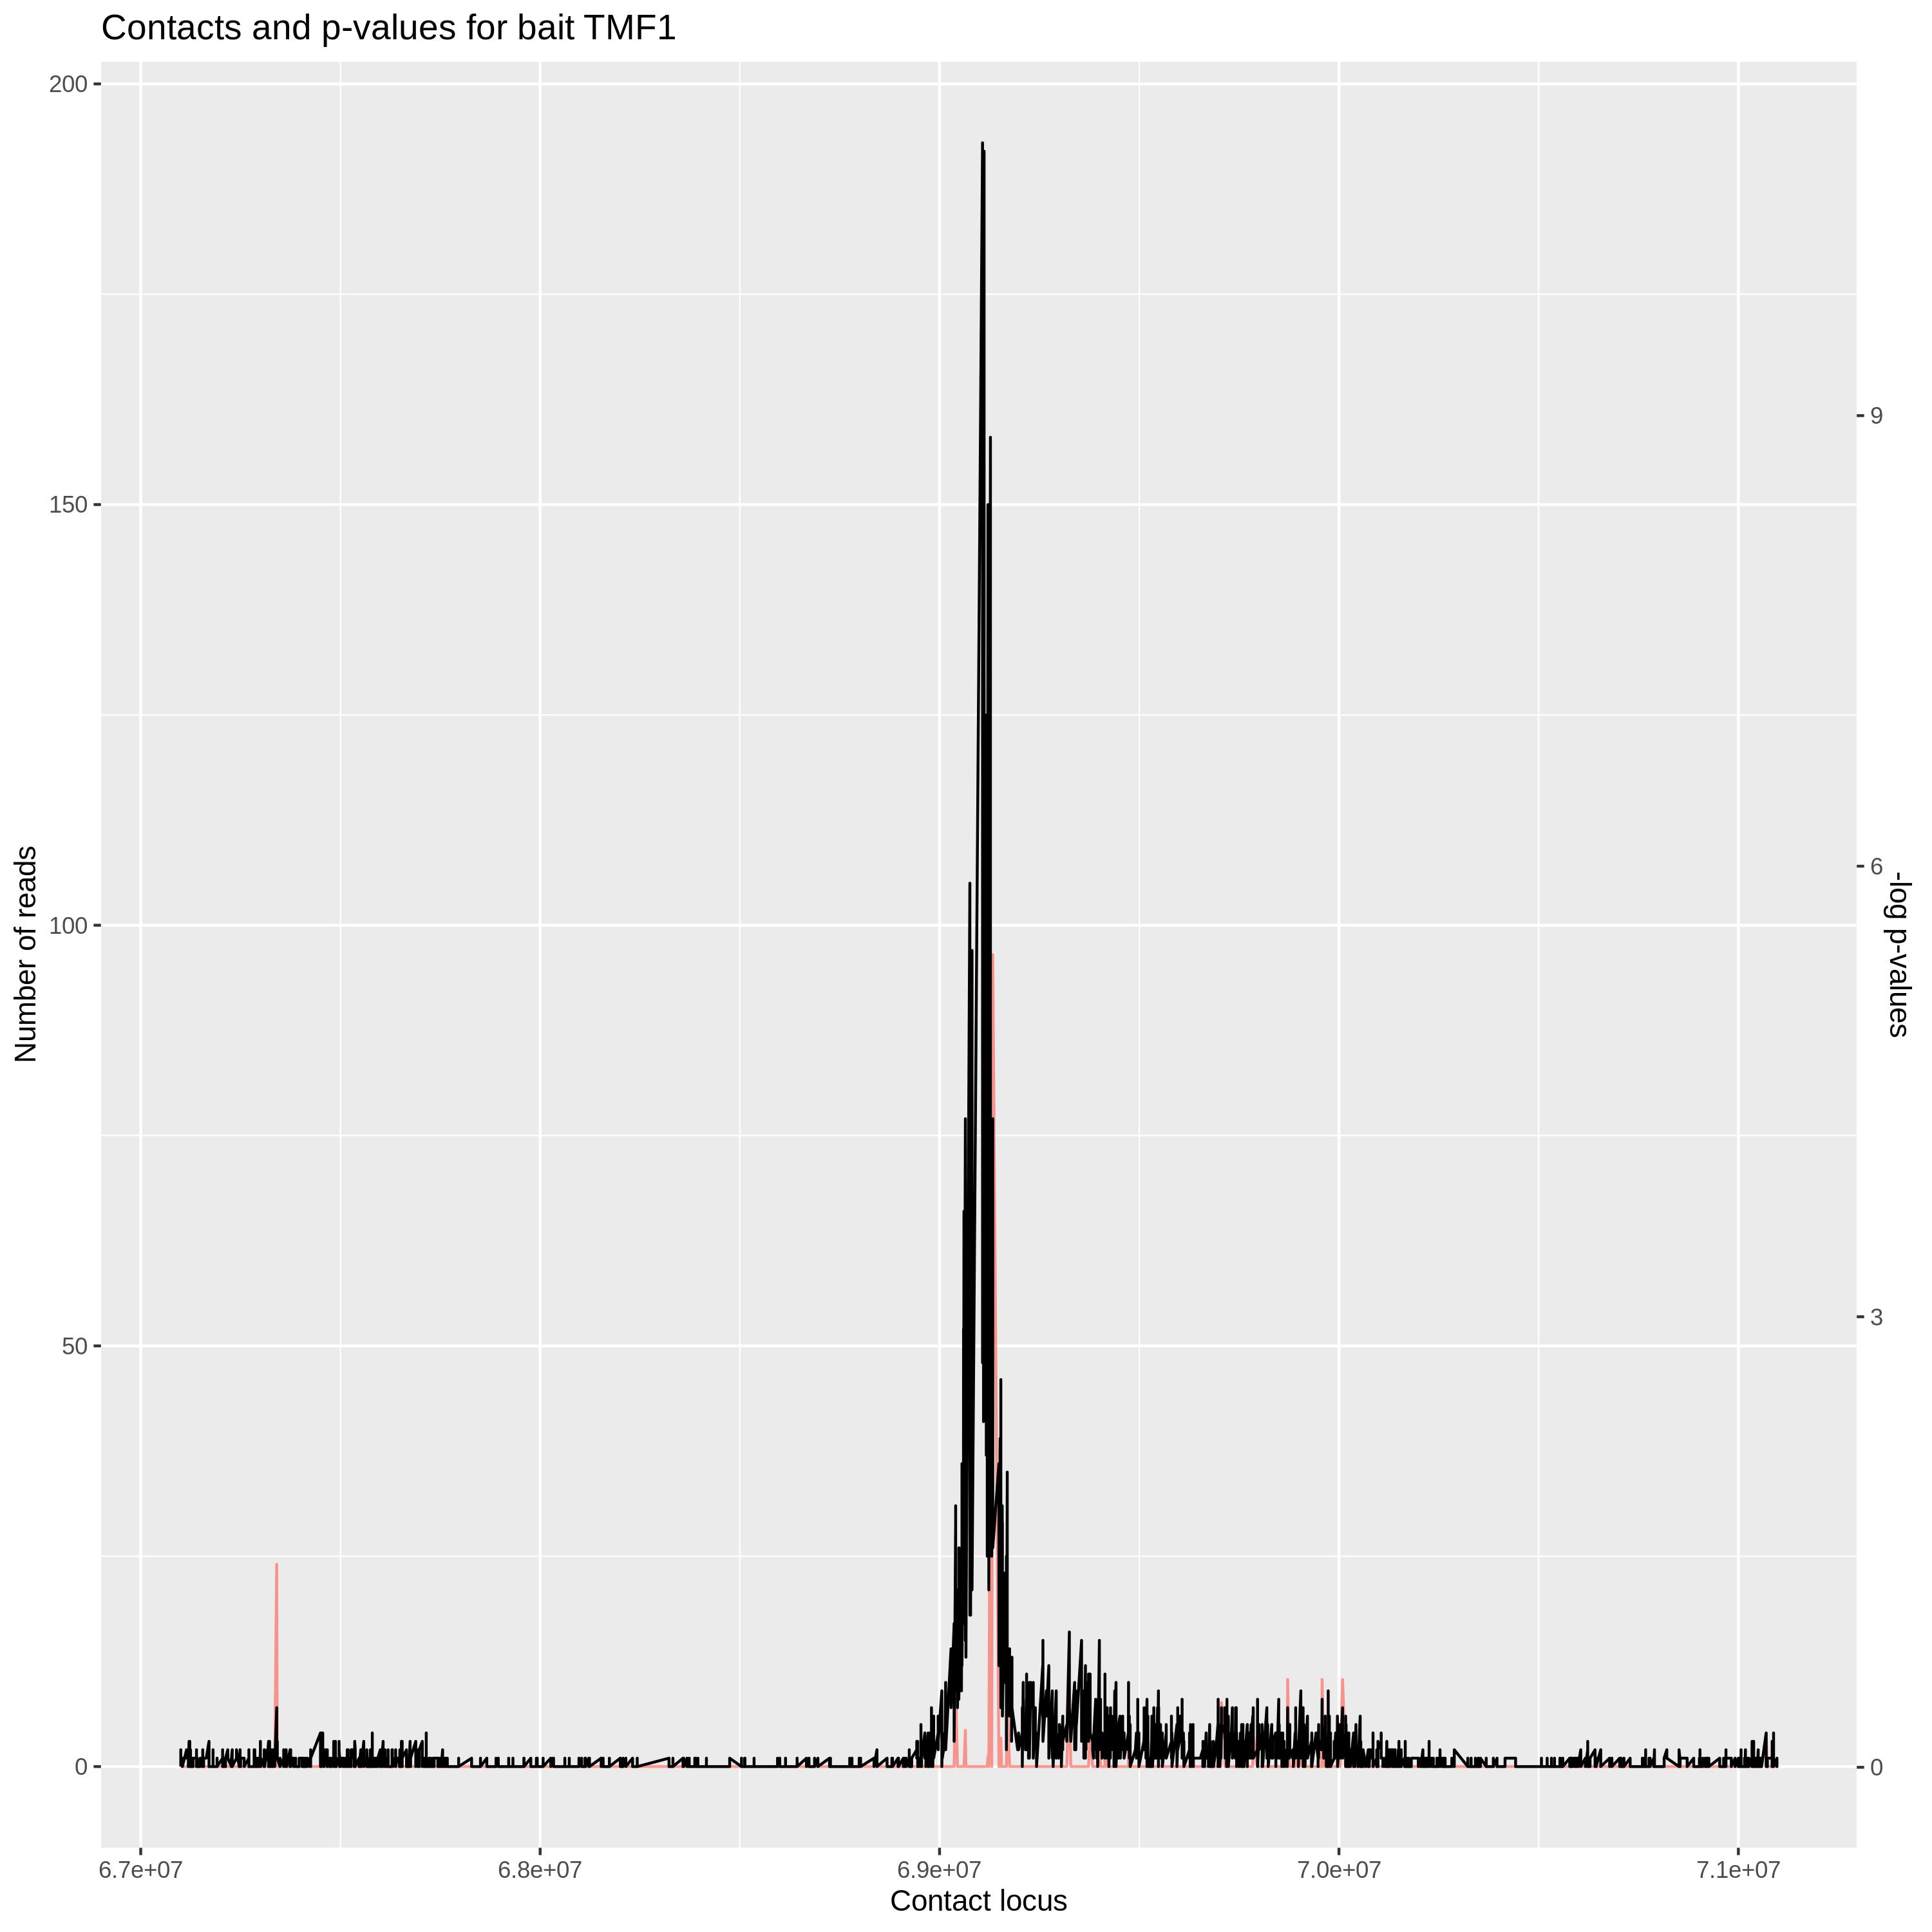 Contacts and p-values for bait TMF1
200
150
100
50
0
Number of reads
9
6
3
0
-log p-values
6.7e+07 6.8e+07 6.9e+07 7.0e+07 7.1e+07
Contact locus